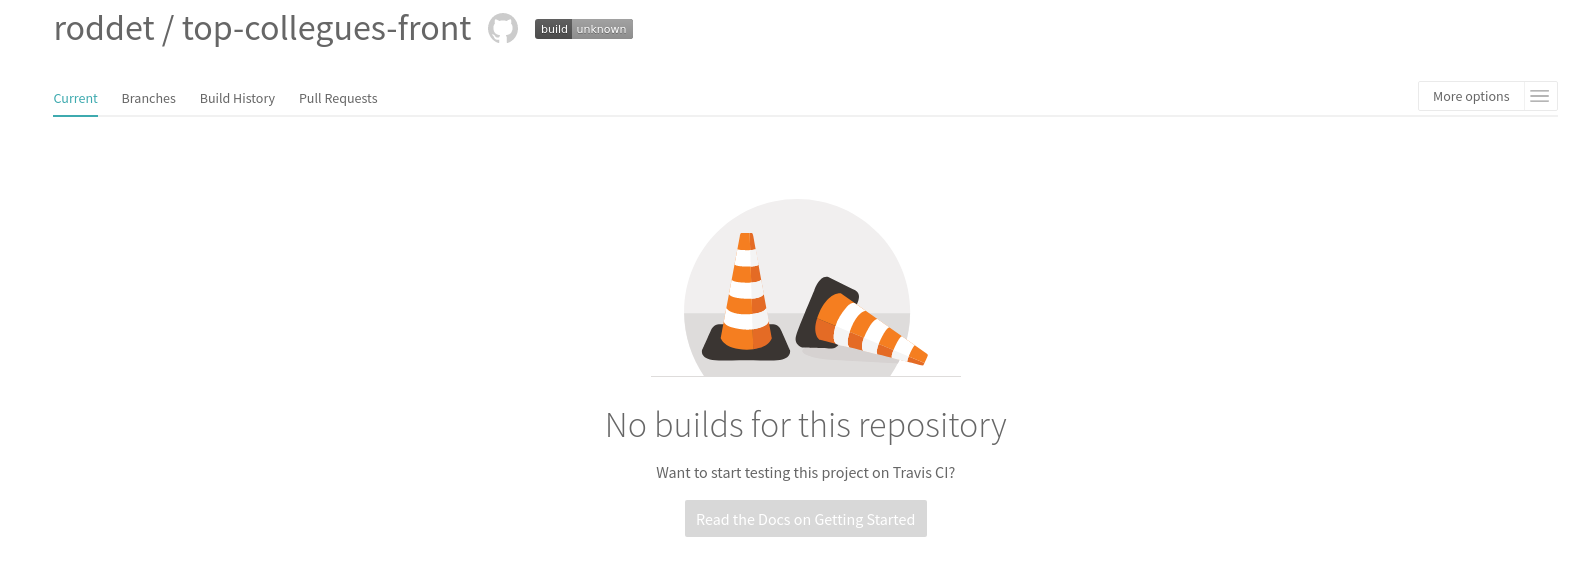 roddet / top-collegues-front
build unknown
Current Branches Build History Pull Requests More options
No builds for this repository
Want to start testing this project on Travis CI?
Read the Docs on Getting Started